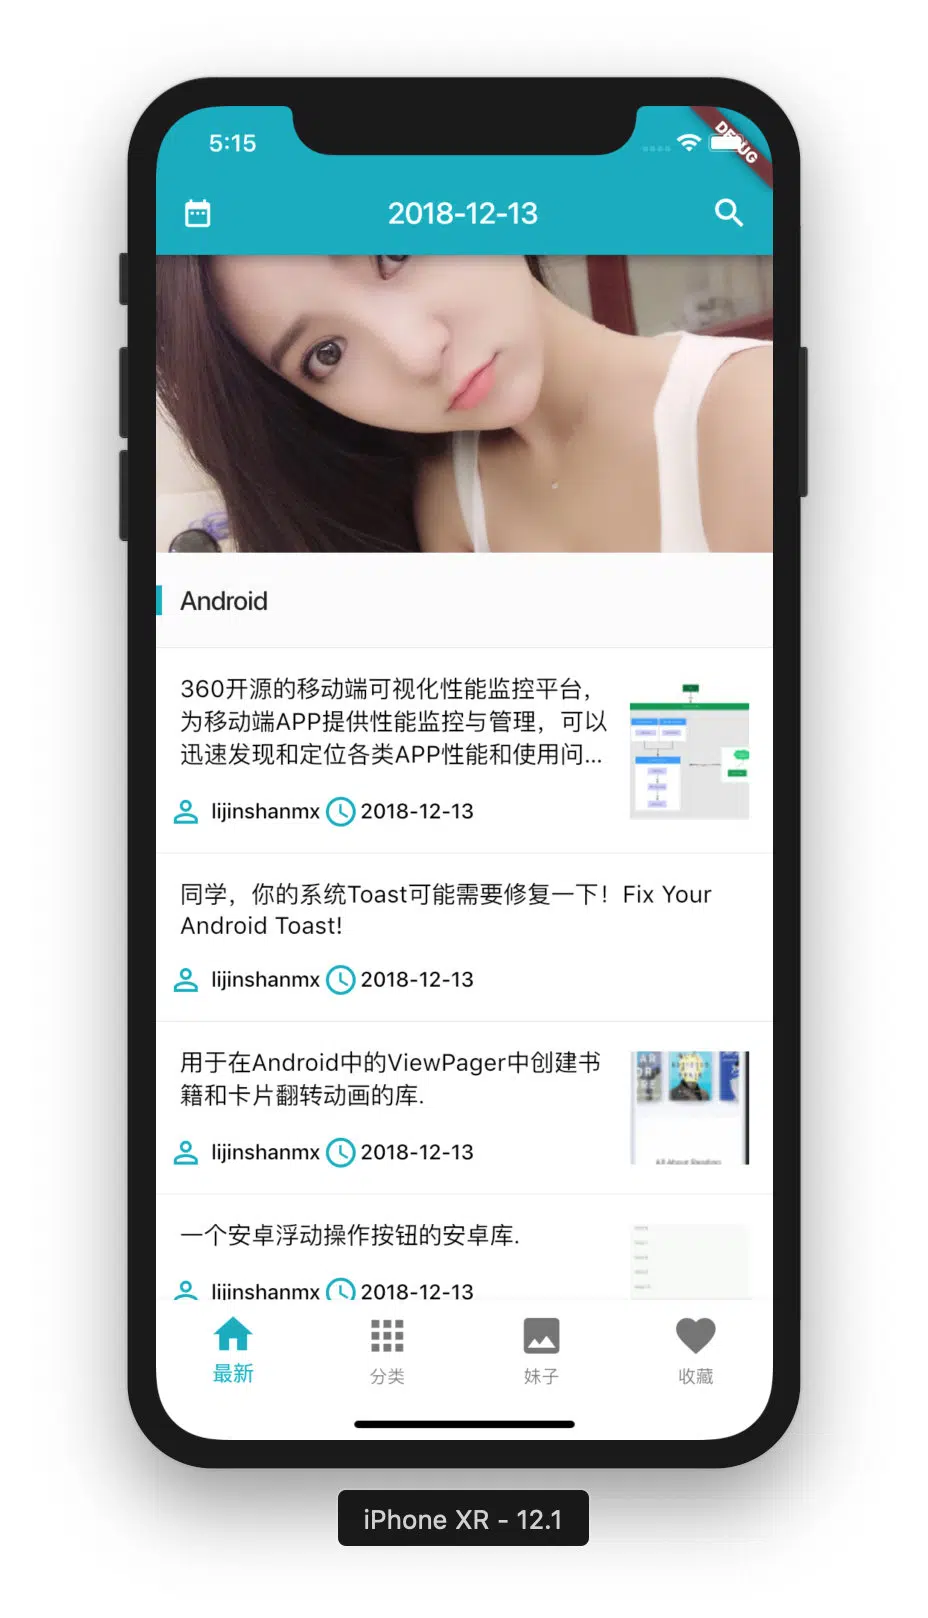 5:15
DEBUG
2018-12-13
Android
360开源的移动端可视化性能监控平台，
为移动端APP提供性能监控与管理，可以
迅速发现和定位各类APP性能和使用问...
lijinshanmx 2018-12-13
同学，你的系统Toast可能需要修复一下！Fix Your
Android Toast!
lijinshanmx 2018-12-13
用于在Android中的ViewPager中创建书
籍和卡片翻转动画的库.
lijinshanmx 2018-12-13
All About Reading
一个安卓浮动操作按钮的安卓库.
lijinshanmx 2018-12-13
最新
分类
妹子
收藏
iPhone XR - 12.1